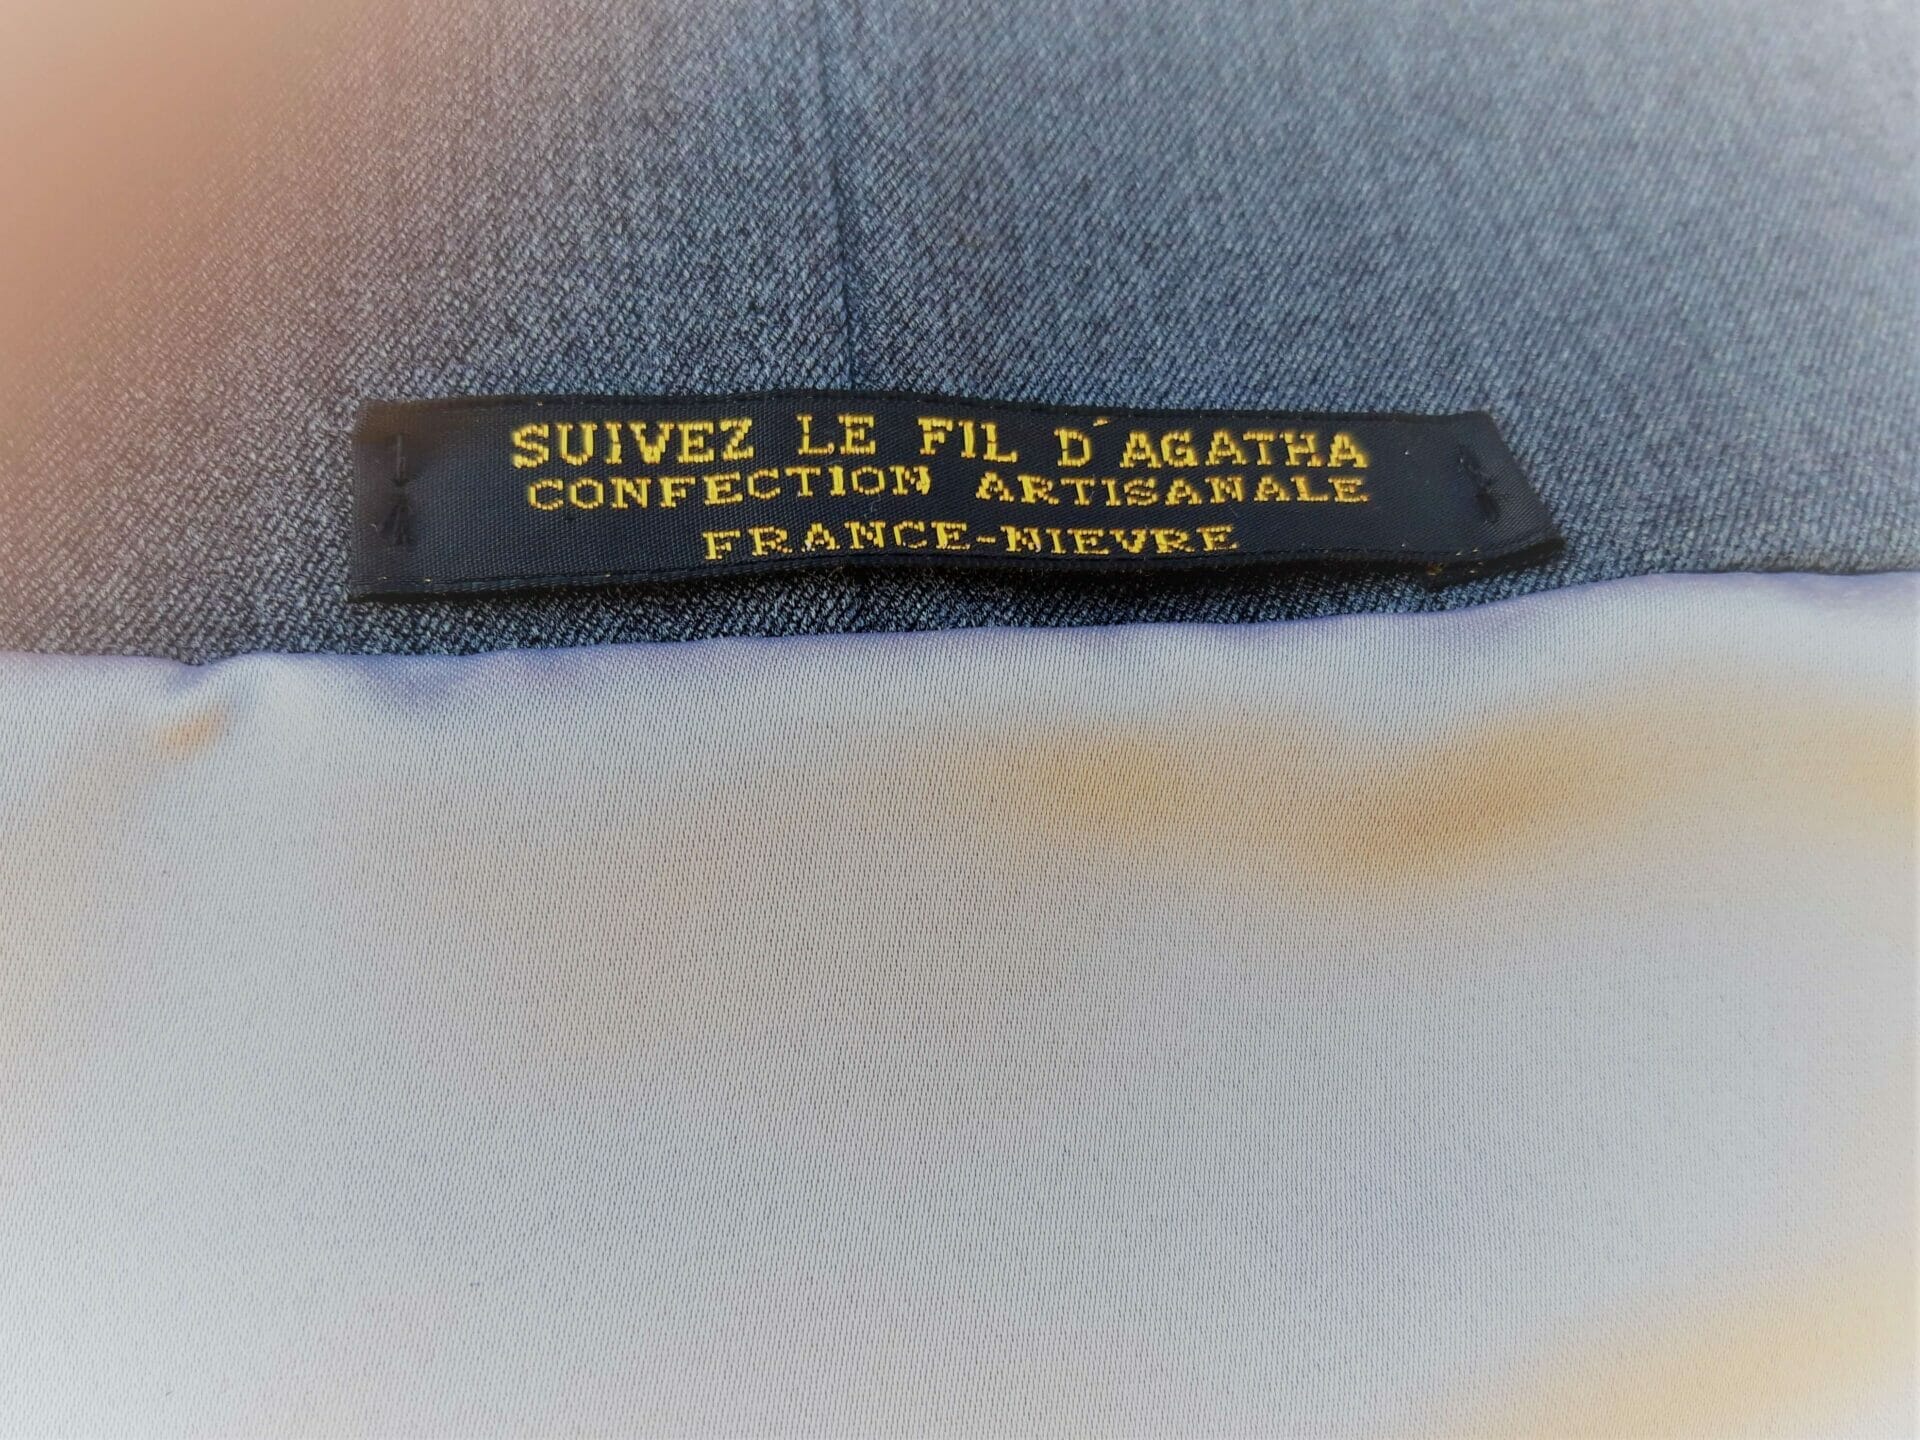 SUIVEZ LE FIL D'AGATHA
CONFECTION ARTISANALE
FRANCE-NIEVRE